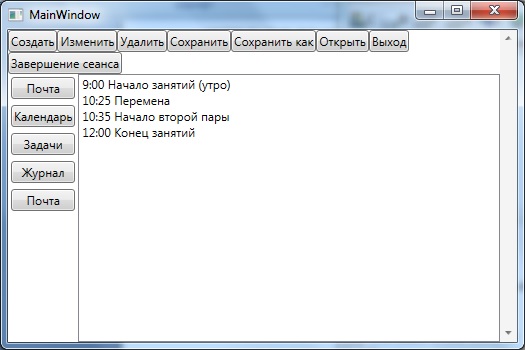 MainWindow
Создать Изменить Удалить Сохранить Сохранить как Открыть Выход
Завершение сеанса
Почта
Календарь
Задачи
Журнал
Почта
9:00 Начало занятий (утро)
10:25 Перемена
10:35 Начало второй пары
12:00 Конец занятий